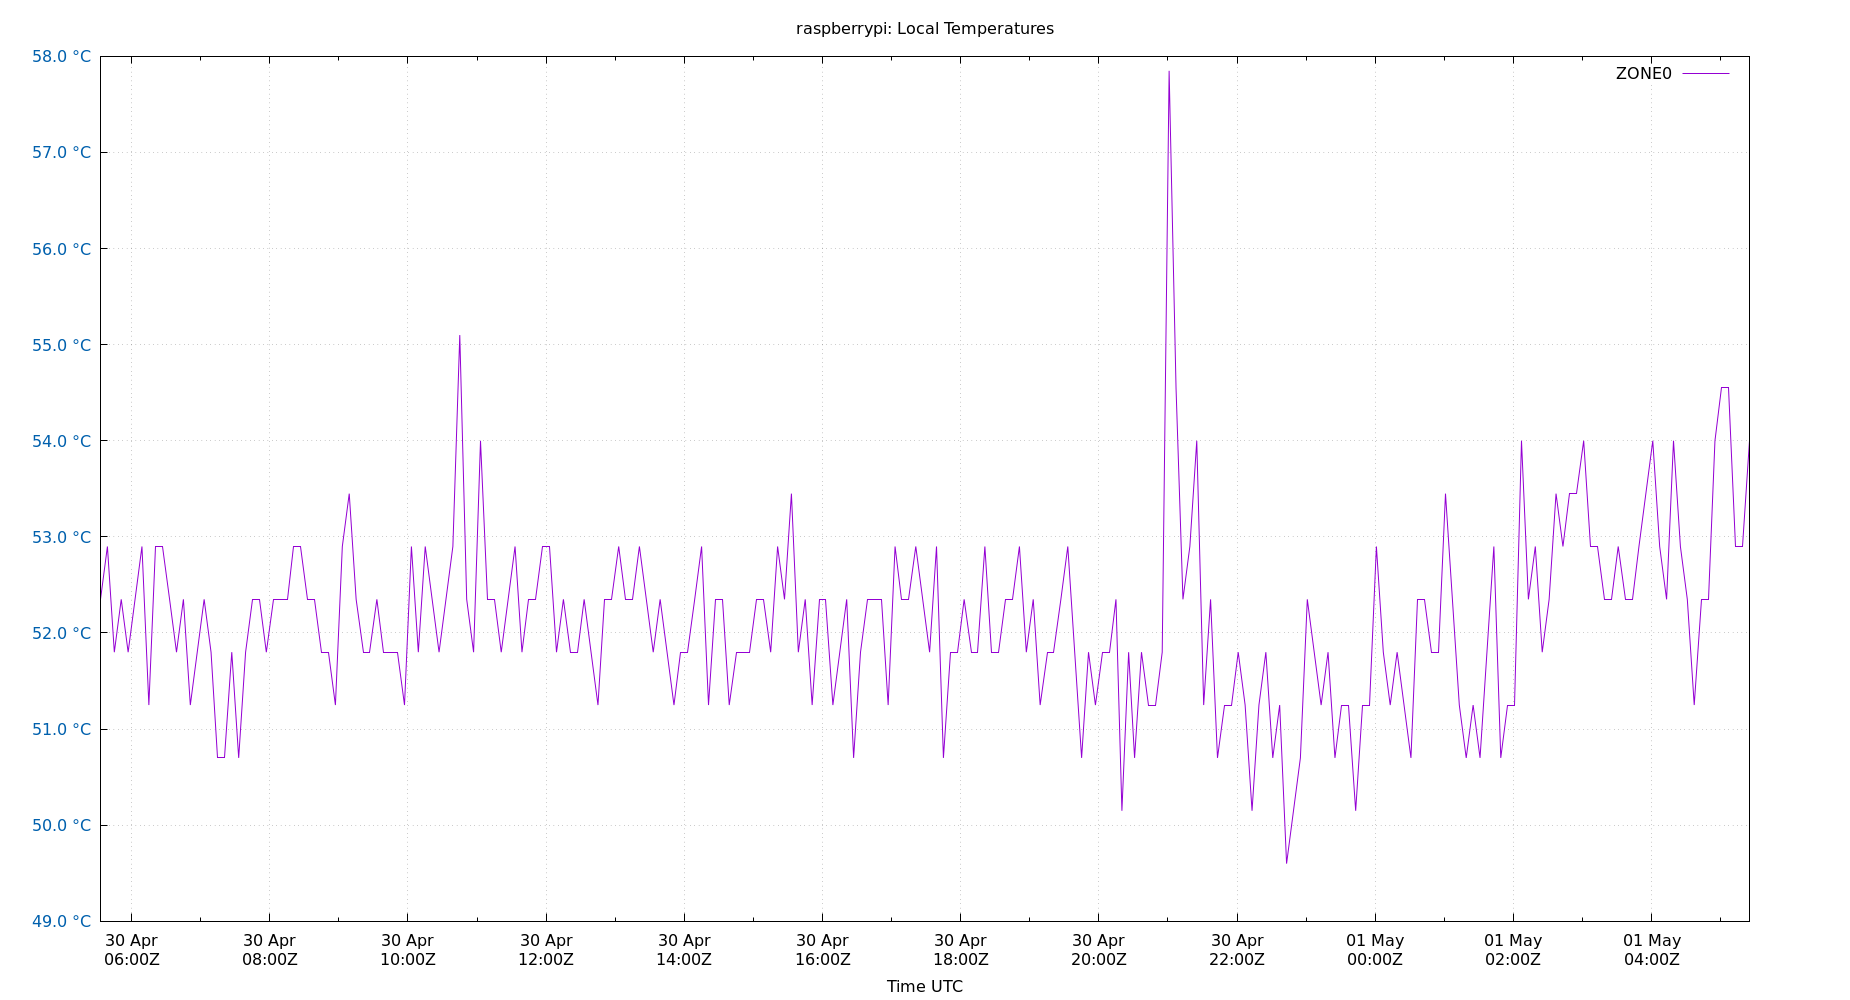 raspberrypi: Local Temperatures
ZONE0
58.0 °C
57.0 °C
56.0 °C
55.0 °C
54.0 °C
53.0 °C
52.0 °C
51.0 °C
50.0 °C
49.0 °C
30 Apr 30 Apr 30 Apr 30 Apr 30 Apr 30 Apr 30 Apr 30 Apr 30 Apr 01 May 01 May 01 May
06:00Z 08:00Z 10:00Z 12:00Z 14:00Z 16:00Z 18:00Z 20:00Z 22:00Z 00:00Z 02:00Z 04:00Z
Time UTC